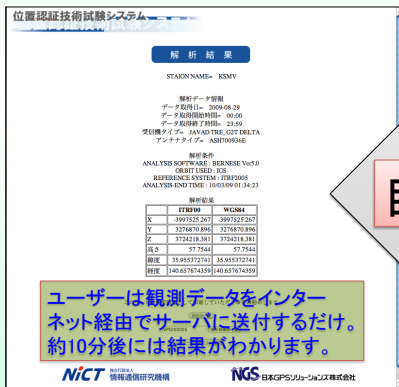 位置認証技術試験システム
解析結果
STAION NAME= KSMV
解析データ情報
データ取得日= 2009-08-29
データ取得開始時間= 00:00
データ取得終了時間= 23:59
受信機タイプ= JAVAD TRE_G2T DELTA
アンテナタイプ= ASH700936E
解析条件
ANALYSIS SOFTWARE : BERNESE Ver5.0
ORBIT USED : IGS
REFERENCE SYSTEM : ITRF2005
ANALYSIS-END TIME : 10/03/09 01:34:23
解析結果
ITRF00 WGS84
X -3997525.267 -3997525.267
Y 3276870.896 3276870.896
Z 3724218.381 3724218.381
高さ 57.7544 57.7544
緯度 35.955372741 35.955372741
経度 140.657674359 140.657674359
ユーザーは観測データをインター
ネット経由でサーバに送付するだけ。
約10分後には結果がわかります。
NiCT 独立行政法人 情報通信研究機構
NGS 日本GPSソリューションズ株式会社